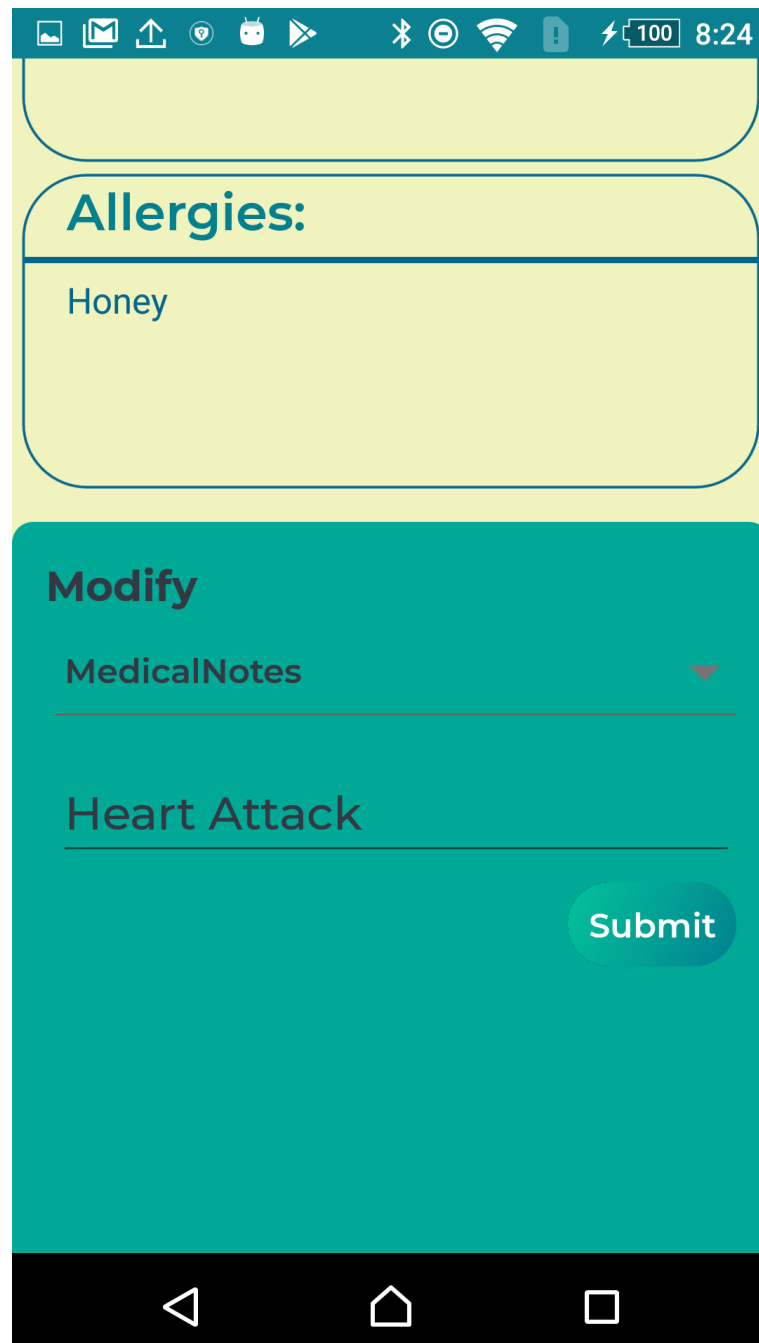 100 8:24
Allergies:
Honey
Modify
MedicalNotes
Heart Attack
Submit